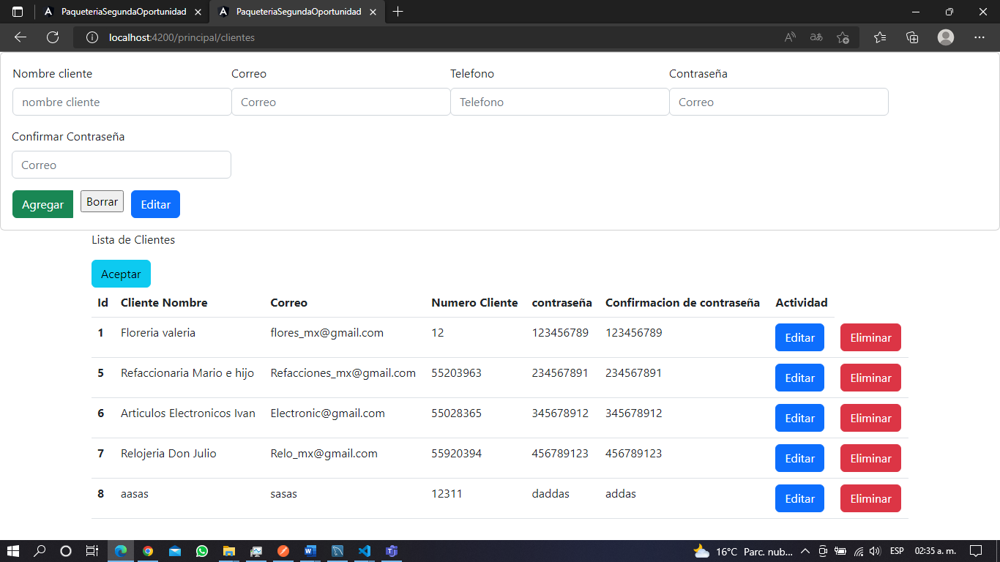 PaqueteriaSegundaOportunidad PaqueteriaSegundaOportunidad
localhost:4200/principal/clientes
Nombre cliente Correo Telefono Contraseña
nombre cliente Correo Telefono Correo
Confirmar Contraseña
Correo
Agregar Borrar Editar
Lista de Clientes
Aceptar
Id Cliente Nombre Correo Numero Cliente contraseña Confirmacion de contraseña Actividad
1 Floreria valeria flores_mx@gmail.com 12 123456789 123456789 Editar Eliminar
5 Refaccionaria Mario e hijo Refacciones_mx@gmail.com 55203963 234567891 234567891 Editar Eliminar
6 Articulos Electronicos Ivan Electronic@gmail.com 55028365 345678912 345678912 Editar Eliminar
7 Relojeria Don Julio Relo_mx@gmail.com 55920394 456789123 456789123 Editar Eliminar
8 aasas sasas 12311 daddas addas Editar Eliminar
16°C Parc. nub... ESP 02:35 a. m.